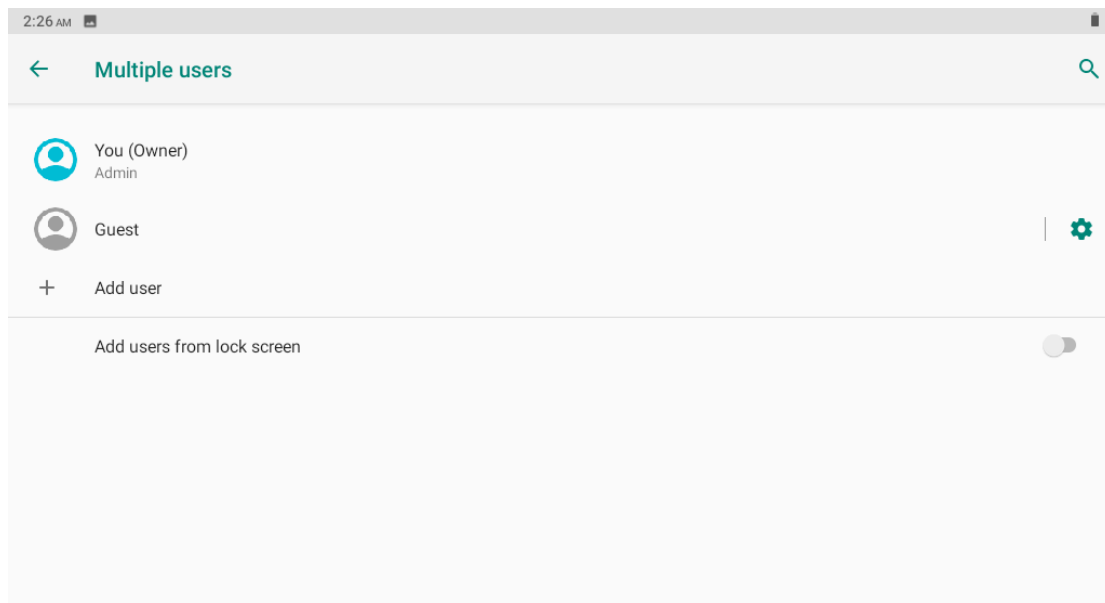 2:26 AM
Multiple users
You (Owner)
Admin
Guest
Add user
Add users from lock screen